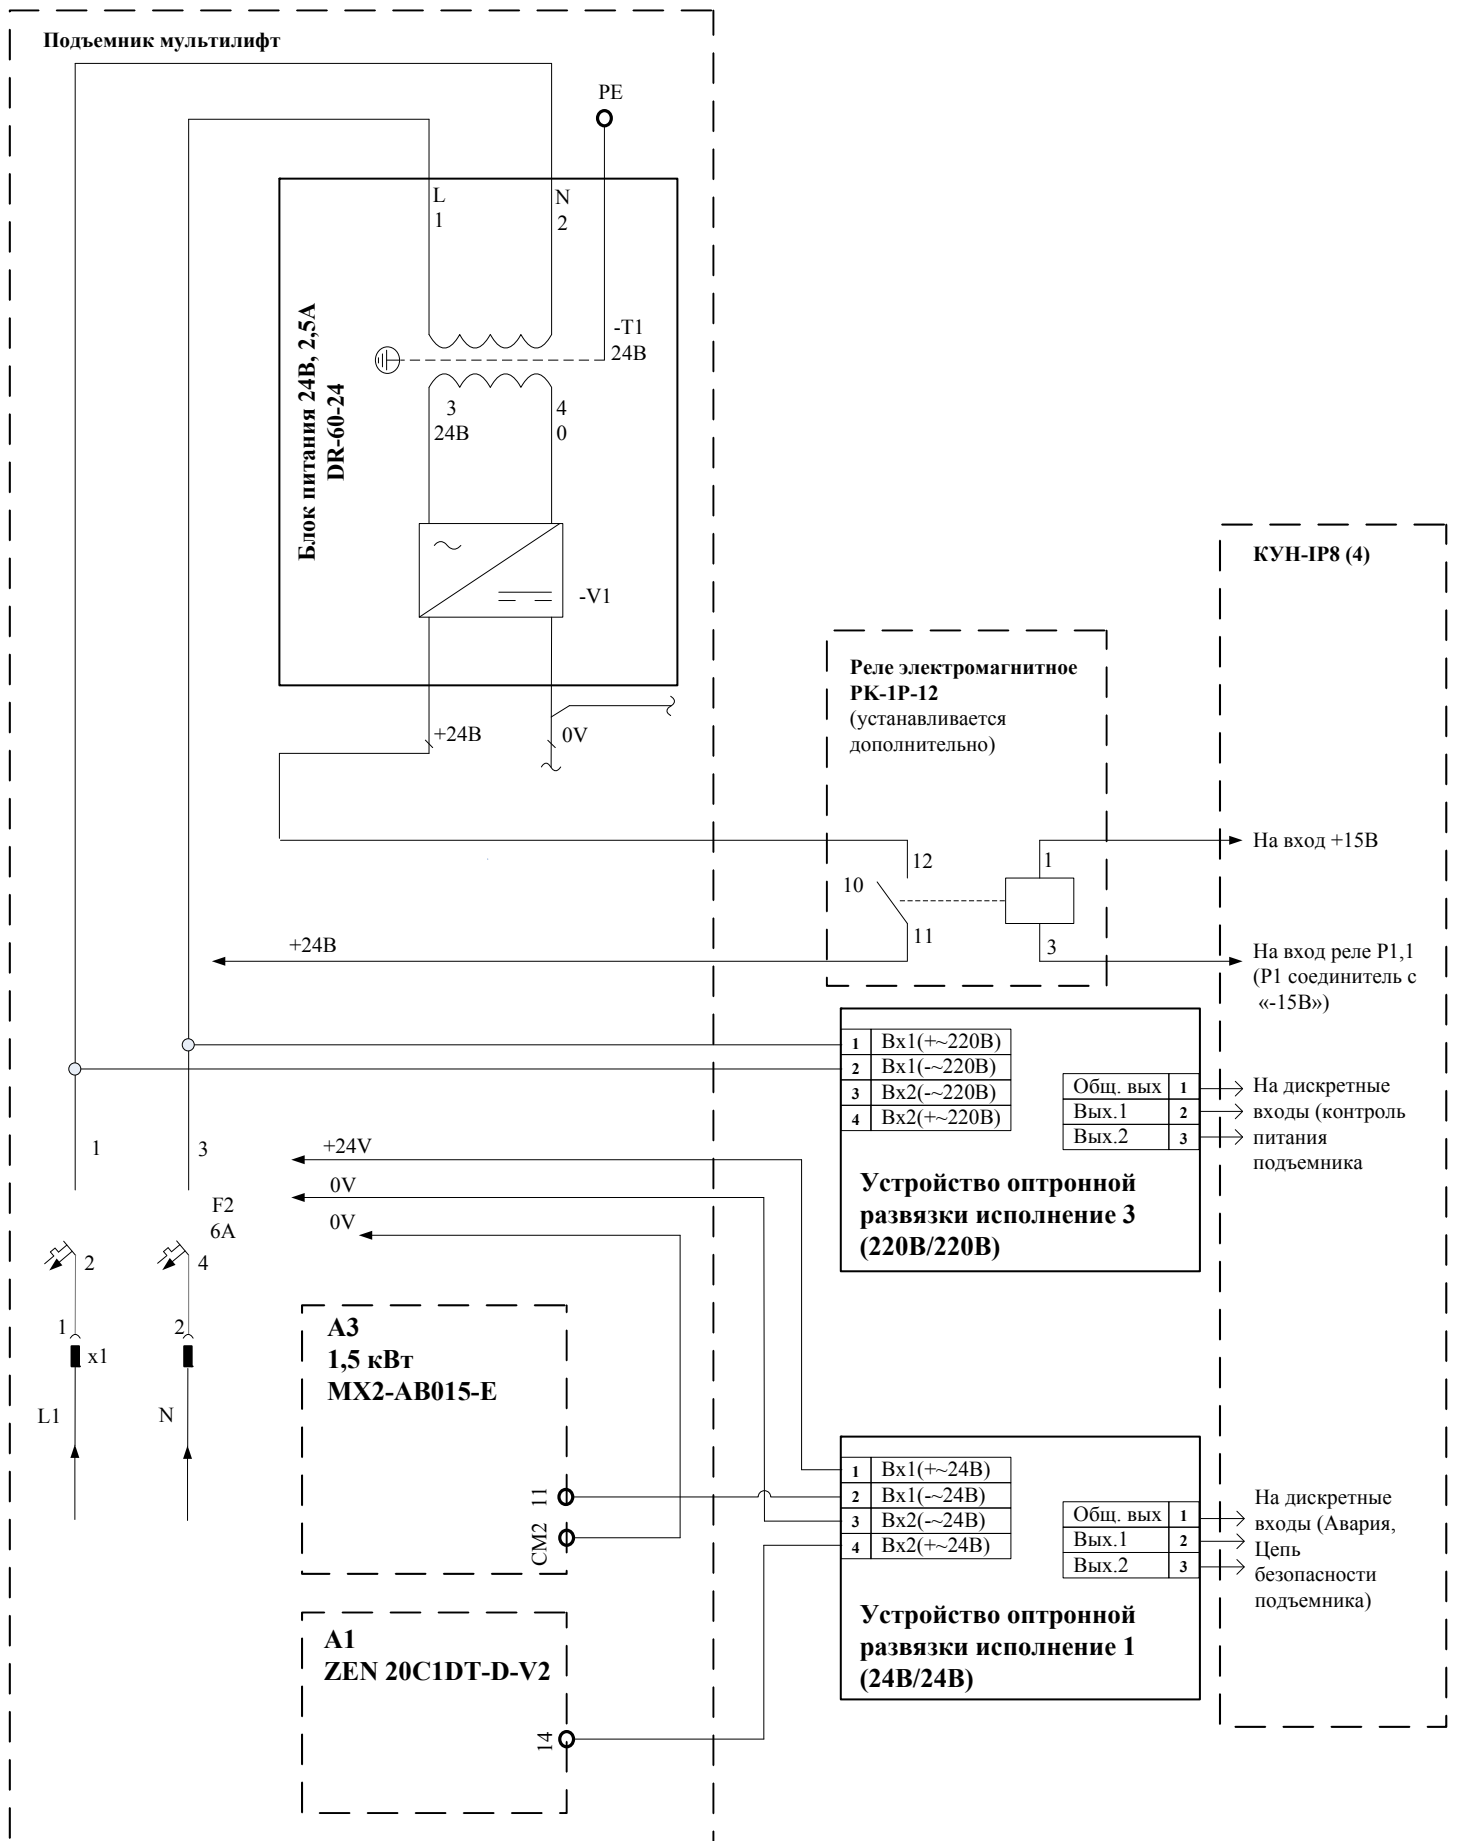 Подъемник мультилифт
PE
L
1
N
2
Блок питания 24В, 2,5А
DR-60-24
-T1
24В
3
24В
4
0
-V1
+24В
0V
КУН-IP8 (4)
Реле электромагнитное
РК-1Р-12
(устанавливается
дополнительно)
12
10
11
1
3
На вход +15В
+24В
На вход реле Р1,1
(Р1 соединитель с
«-15В»)
1 Вх1(+~220В)
2 Вх1(-~220В)
3 Вх2(-~220В)
4 Вх2(+~220В)
Общ. вых 1
Вых.1 2
Вых.2 3
На дискретные
входы (контроль
питания
подъемника
Устройство оптронной
развязки исполнение 3
(220В/220В)
1
3
+24V
0V
0V
F2
6А
2
4
1
2
x1
L1
N
А3
1,5 кВт
MX2-AB015-E
11
CM2
1 Вх1(+~24В)
2 Вх1(-~24В)
3 Вх2(-~24В)
4 Вх2(+~24В)
Общ. вых 1
Вых.1 2
Вых.2 3
На дискретные
входы (Авария,
Цепь
безопасности
подъемника)
Устройство оптронной
развязки исполнение 1
(24В/24В)
А1
ZEN 20C1DT-D-V2
14